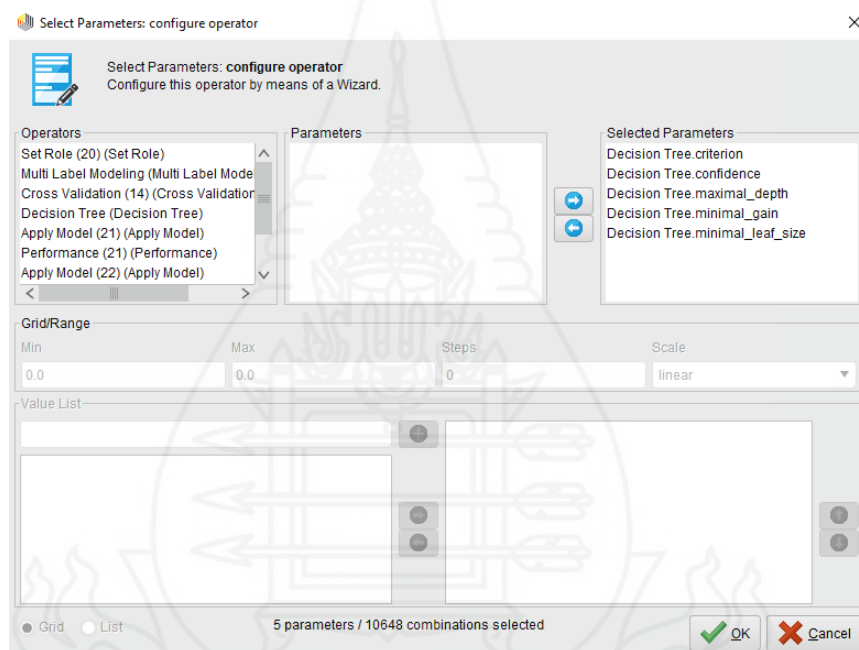 Select Parameters: configure operator
Select Parameters: configure operator
Configure this operator by means of a Wizard.
Operators
Set Role (20) (Set Role)
Multi Label Modeling (Multi Label Mode
Cross Validation (14) (Cross Validation
Decision Tree (Decision Tree)
Apply Model (21) (Apply Model)
Performance (21) (Performance)
Apply Model (22) (Apply Model)
Parameters
Selected Parameters
Decision Tree.criterion
Decision Tree.confidence
Decision Tree.maximal_depth
Decision Tree.minimal_gain
Decision Tree.minimal_leaf_size
Grid/Range
Min Max Steps Scale
0.0 0.0 0 linear
Value List
Grid List 5 parameters / 10648 combinations selected OK Cancel